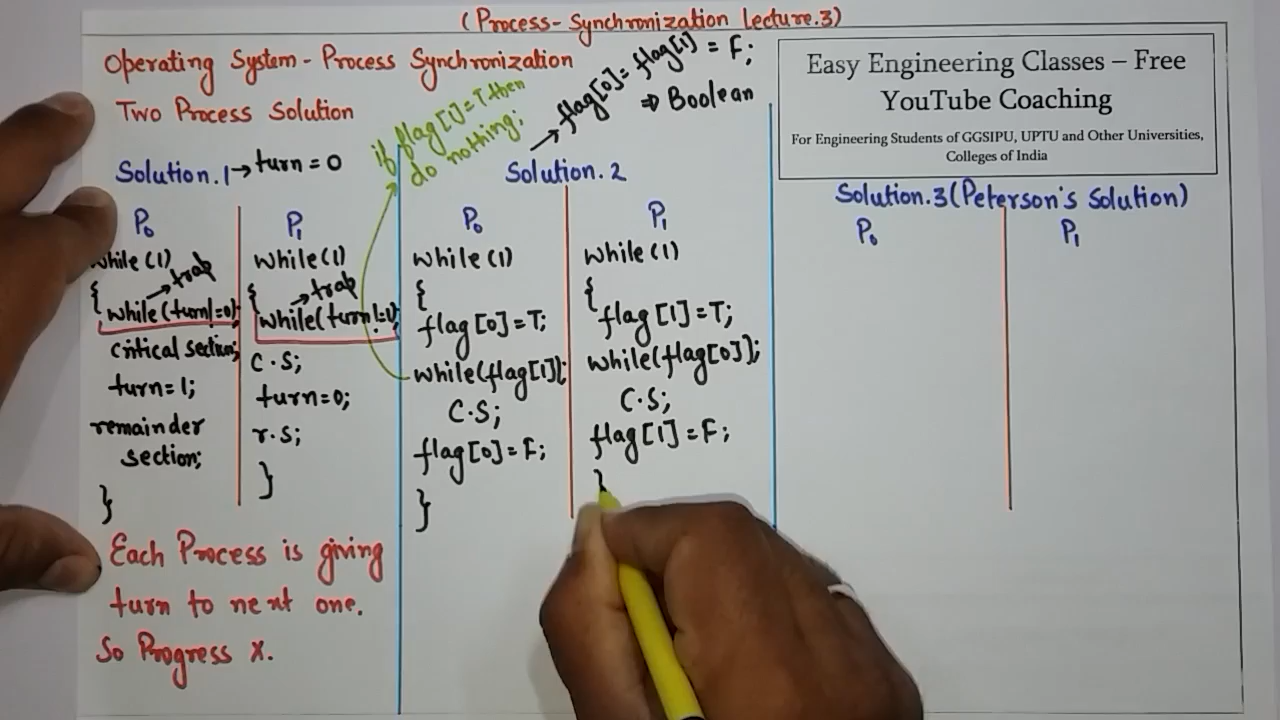 (Process-Synchronization lecture.3)
Operating System - Process Synchronization
Two Process Solution
Easy Engineering Classes – Free
YouTube Coaching
For Engineering Students of GGSIPU, UPTU and Other Universities,
Colleges of India
Solution.1 → turn = 0
P0
while(1)
{ → trap
while(turn!=0);
critical section;
turn=1;
remainder
section;
}
P1
while(1)
{ → trap
while(turn!=1);
C.S;
turn=0;
r.S;
}
Each Process is giving
turn to next one.
So Progress X.
if flag[1]=T then
do nothing;
→ flag[0]= flag[1] = F;
⇒ Boolean
Solution.2
P0
while(1)
{
flag[0]=T;
while(flag[1]);
C.S;
flag[0]=F;
}
P1
while(1)
{
flag[1]=T;
while(flag[0]);
C.S;
flag[1]=F;
}
Solution.3(Peterson's Solution)
P0
P1